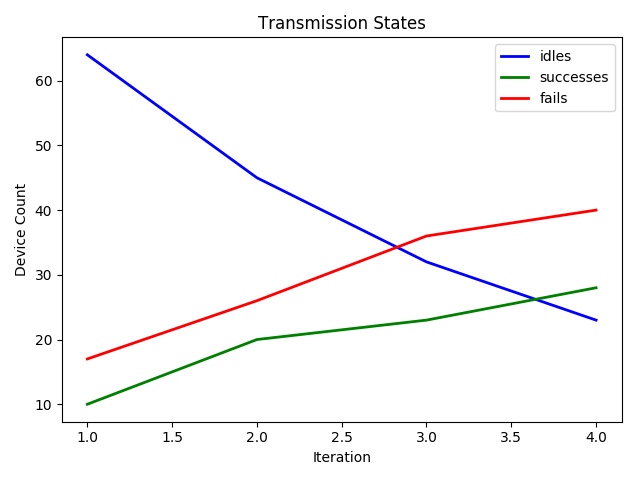 Transmission States
idles
successes
fails
Device Count
60
50
40
30
20
10
1.0 1.5 2.0 2.5 3.0 3.5 4.0
Iteration